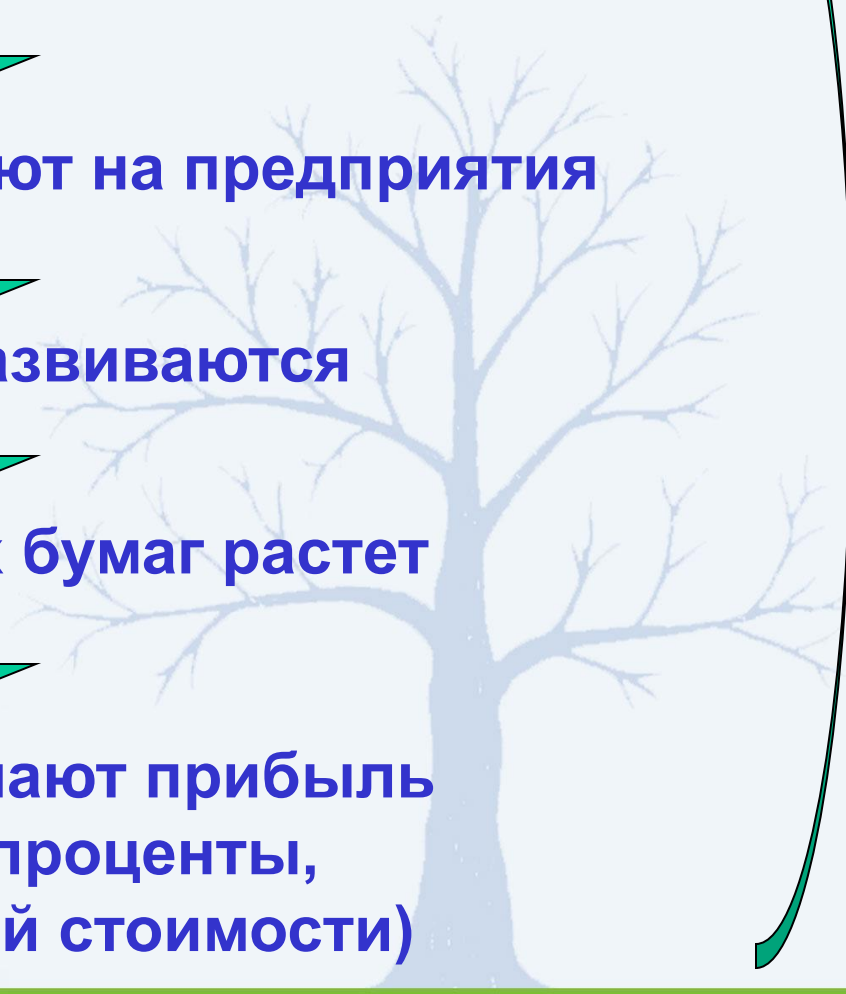 ют на предприятия
азвиваются
х бумаг растет
ают прибыль
проценты,
й стоимости)